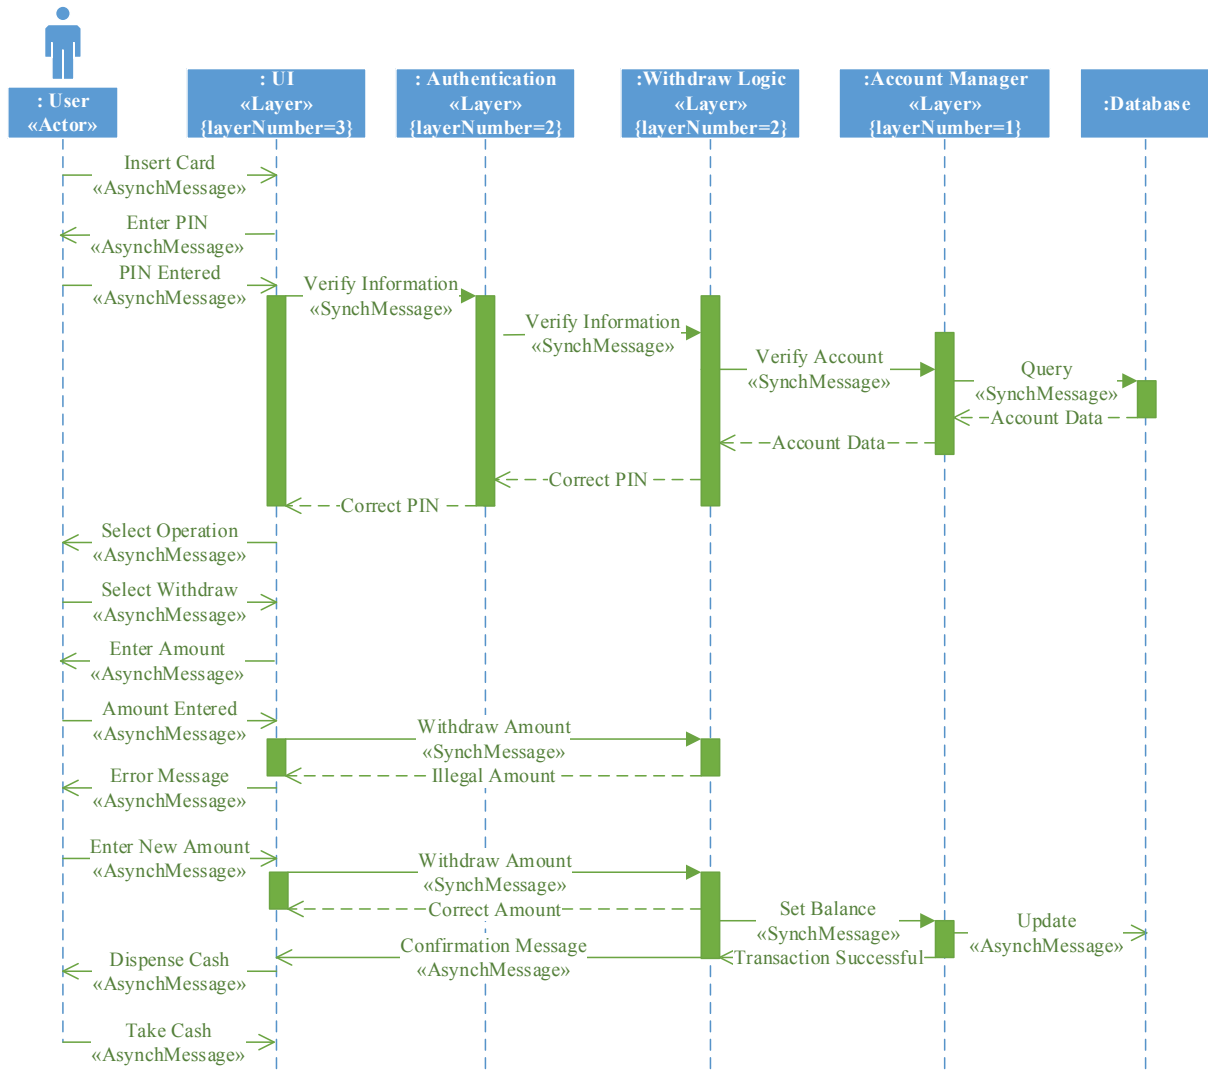 : User
«Actor»
: UI
«Layer»
{layerNumber=3}
: Authentication
«Layer»
{layerNumber=2}
:Withdraw Logic
«Layer»
{layerNumber=2}
:Account Manager
«Layer»
{layerNumber=1}
:Database
Insert Card
«AsynchMessage»
Enter PIN
«AsynchMessage»
PIN Entered
«AsynchMessage»
Verify Information
«SynchMessage»
Verify Information
«SynchMessage»
Verify Account
«SynchMessage»
Query
«SynchMessage»
Account Data
Account Data
Correct PIN
Correct PIN
Select Operation
«AsynchMessage»
Select Withdraw
«AsynchMessage»
Enter Amount
«AsynchMessage»
Amount Entered
«AsynchMessage»
Withdraw Amount
«SynchMessage»
Illegal Amount
Error Message
«AsynchMessage»
Enter New Amount
«AsynchMessage»
Withdraw Amount
«SynchMessage»
Correct Amount
Set Balance
«SynchMessage»
Update
«AsynchMessage»
Transaction Successful
Confirmation Message
«AsynchMessage»
Dispense Cash
«AsynchMessage»
Take Cash
«AsynchMessage»